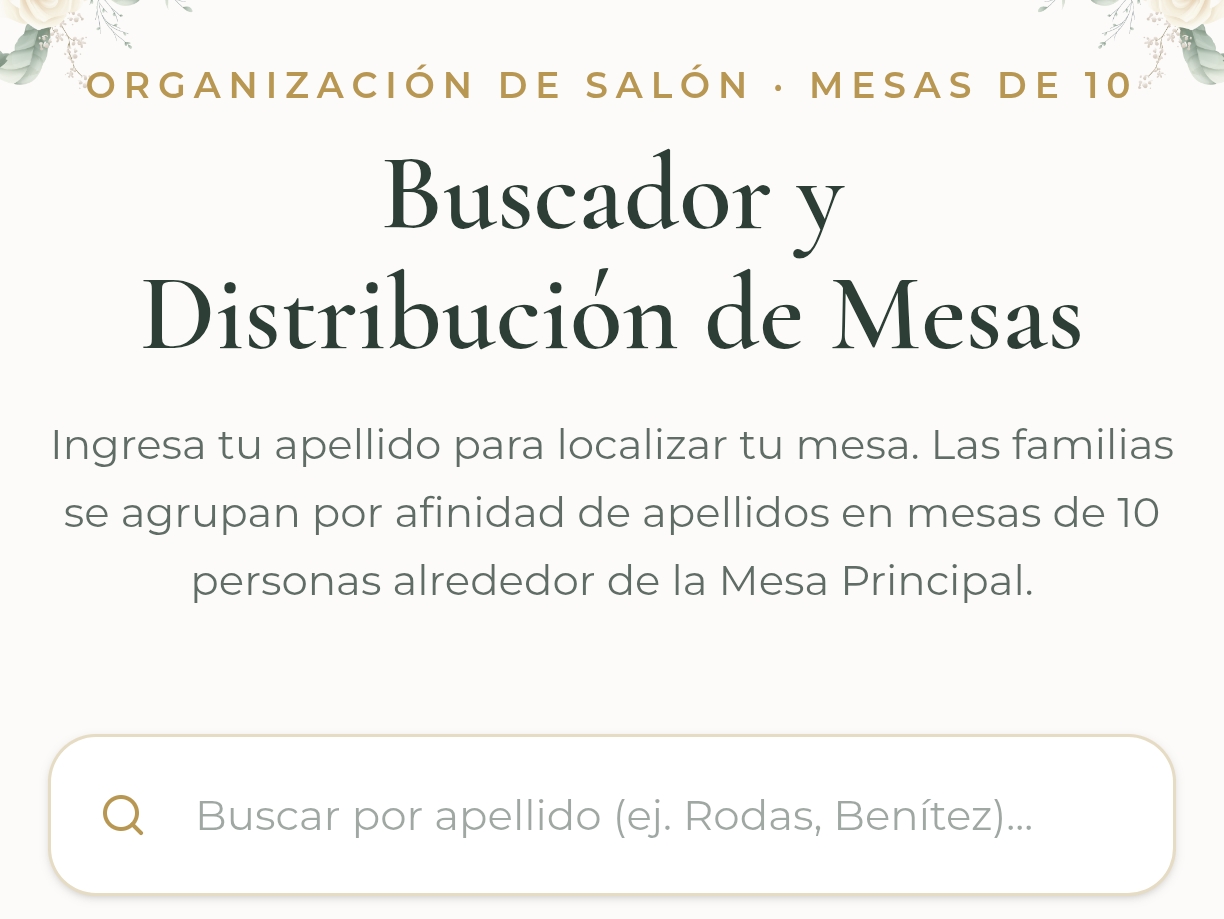 ORGANIZACIÓN DE SALÓN · MESAS DE 10
Buscador y
Distribución de Mesas
Ingresa tu apellido para localizar tu mesa. Las familias
se agrupan por afinidad de apellidos en mesas de 10
personas alrededor de la Mesa Principal.
Buscar por apellido (ej. Rodas, Benítez)...